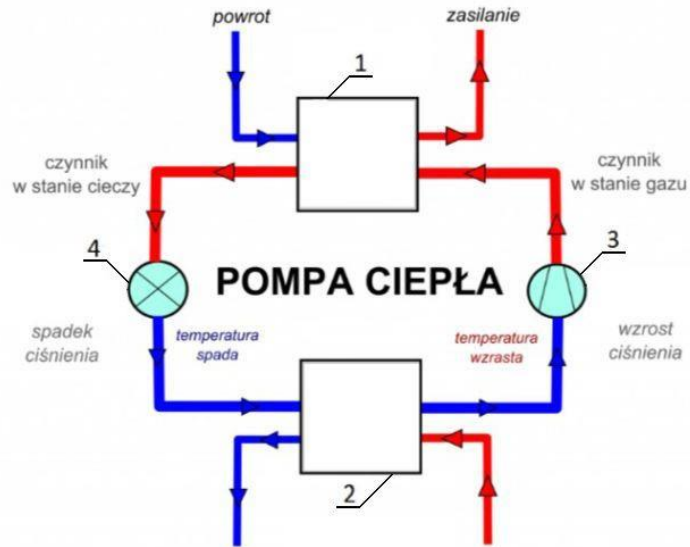 powrot
zasilanie
1
czynnik
w stanie cieczy
czynnik
w stanie gazu
4
3
POMPA CIEPŁA
spadek
ciśnienia
temperatura
spada
temperatura
wzrasta
wzrost
ciśnienia
2